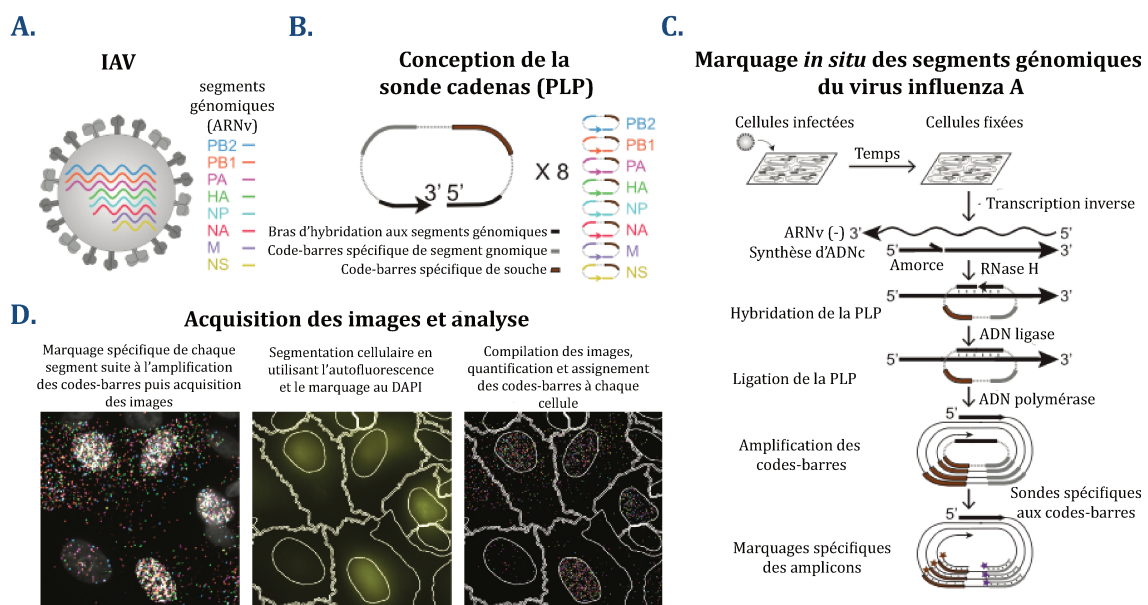 A.
IAV
segments
génomiques
(ARNv)
PB2
PB1
PA
HA
NP
NA
M
NS
B.
Conception de la
sonde cadenas (PLP)
3’ 5’
X 8
PB2
PB1
PA
HA
NP
NA
M
NS
Bras d’hybridation aux segments génomiques
Code-barres spécifique de segment gnomique
Code-barres spécifique de souche
C.
Marquage in situ des segments génomiques
du virus influenza A
Cellules infectées
Cellules fixées
Temps
Transcription inverse
ARNv (-) 3’
5’
Synthèse d’ADNc
5’
3’
Amorce
RNase H
5’
3’
Hybridation de la PLP
ADN ligase
5’
3’
Ligation de la PLP
ADN polymérase
5’
Amplification des
codes-barres
Sondes spécifiques
aux codes-barres
5’
Marquages spécifiques
des amplicons
D.
Acquisition des images et analyse
Marquage spécifique de chaque
segment suite à l’amplification
des codes-barres puis acquisition
des images
Segmentation cellulaire en
utilisant l’autofluorescence
et le marquage au DAPI
Compilation des images,
quantification et assignement
des codes-barres à chaque
cellule